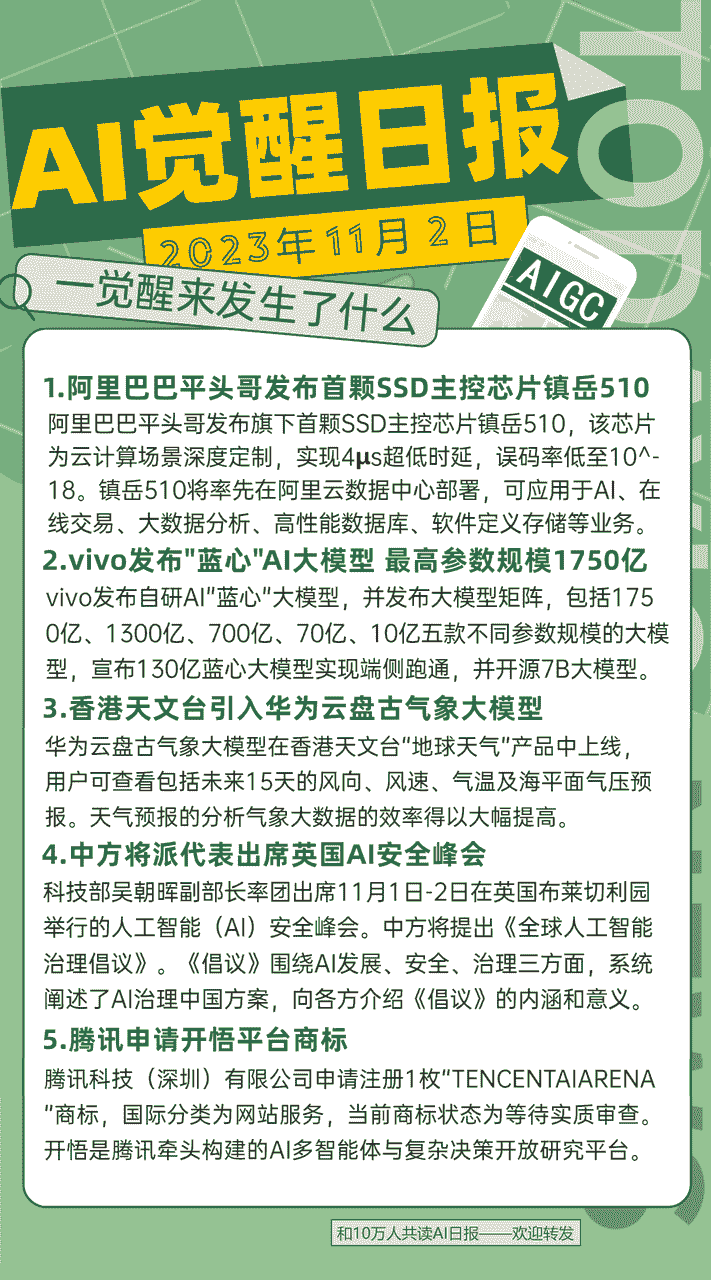 AI觉醒日报
2023年11月2日
一觉醒来发生了什么
AIGC
1.阿里巴巴平头哥发布首颗SSD主控芯片镇岳510
阿里巴巴平头哥发布旗下首颗SSD主控芯片镇岳510，该芯片
为云计算场景深度定制，实现4μs超低时延，误码率低至10^-
18。镇岳510将率先在阿里云数据中心部署，可应用于AI、在
线交易、大数据分析、高性能数据库、软件定义存储等业务。
2.vivo发布"蓝心"AI大模型 最高参数规模1750亿
vivo发布自研AI"蓝心"大模型，并发布大模型矩阵，包括175
0亿、1300亿、700亿、70亿、10亿五款不同参数规模的大模
型，宣布130亿蓝心大模型实现端侧跑通，并开源7B大模型。
3.香港天文台引入华为云盘古气象大模型
华为云盘古气象大模型在香港天文台"地球天气"产品中上线，
用户可查看包括未来15天的风向、风速、气温及海平面气压预
报。天气预报的分析气象大数据的效率得以大幅提高。
4.中方将派代表出席英国AI安全峰会
科技部吴朝晖副部长率团出席11月1日-2日在英国布莱切利园
举行的人工智能（AI）安全峰会。中方将提出《全球人工智能
治理倡议》。《倡议》围绕AI发展、安全、治理三方面，系统
阐述了AI治理中国方案，向各方介绍《倡议》的内涵和意义。
5.腾讯申请开悟平台商标
腾讯科技（深圳）有限公司申请注册1枚"TENCENTAIARENA
"商标，国际分类为网站服务，当前商标状态为等待实质审查。
开悟是腾讯牵头构建的AI多智能体与复杂决策开放研究平台。
和10万人共读AI日报——欢迎转发